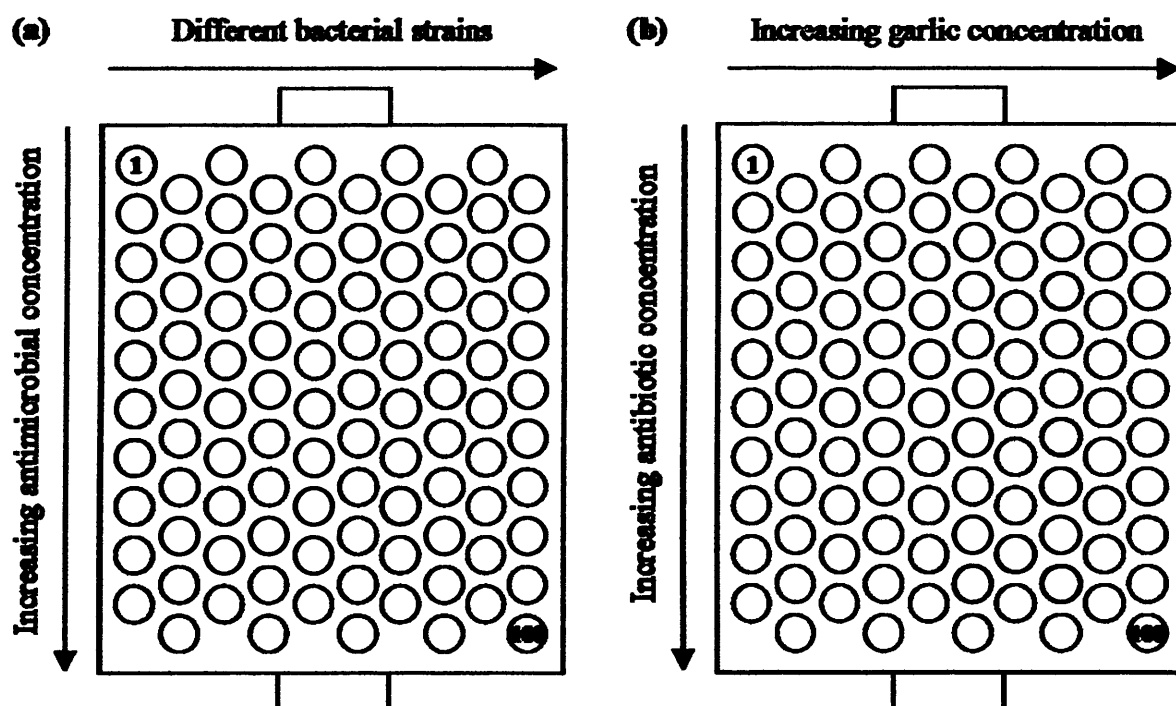 (a) Different bacterial strains
(b) Increasing garlic concentration
Increasing antimicrobial concentration
1
Increasing antibiotic concentration
1